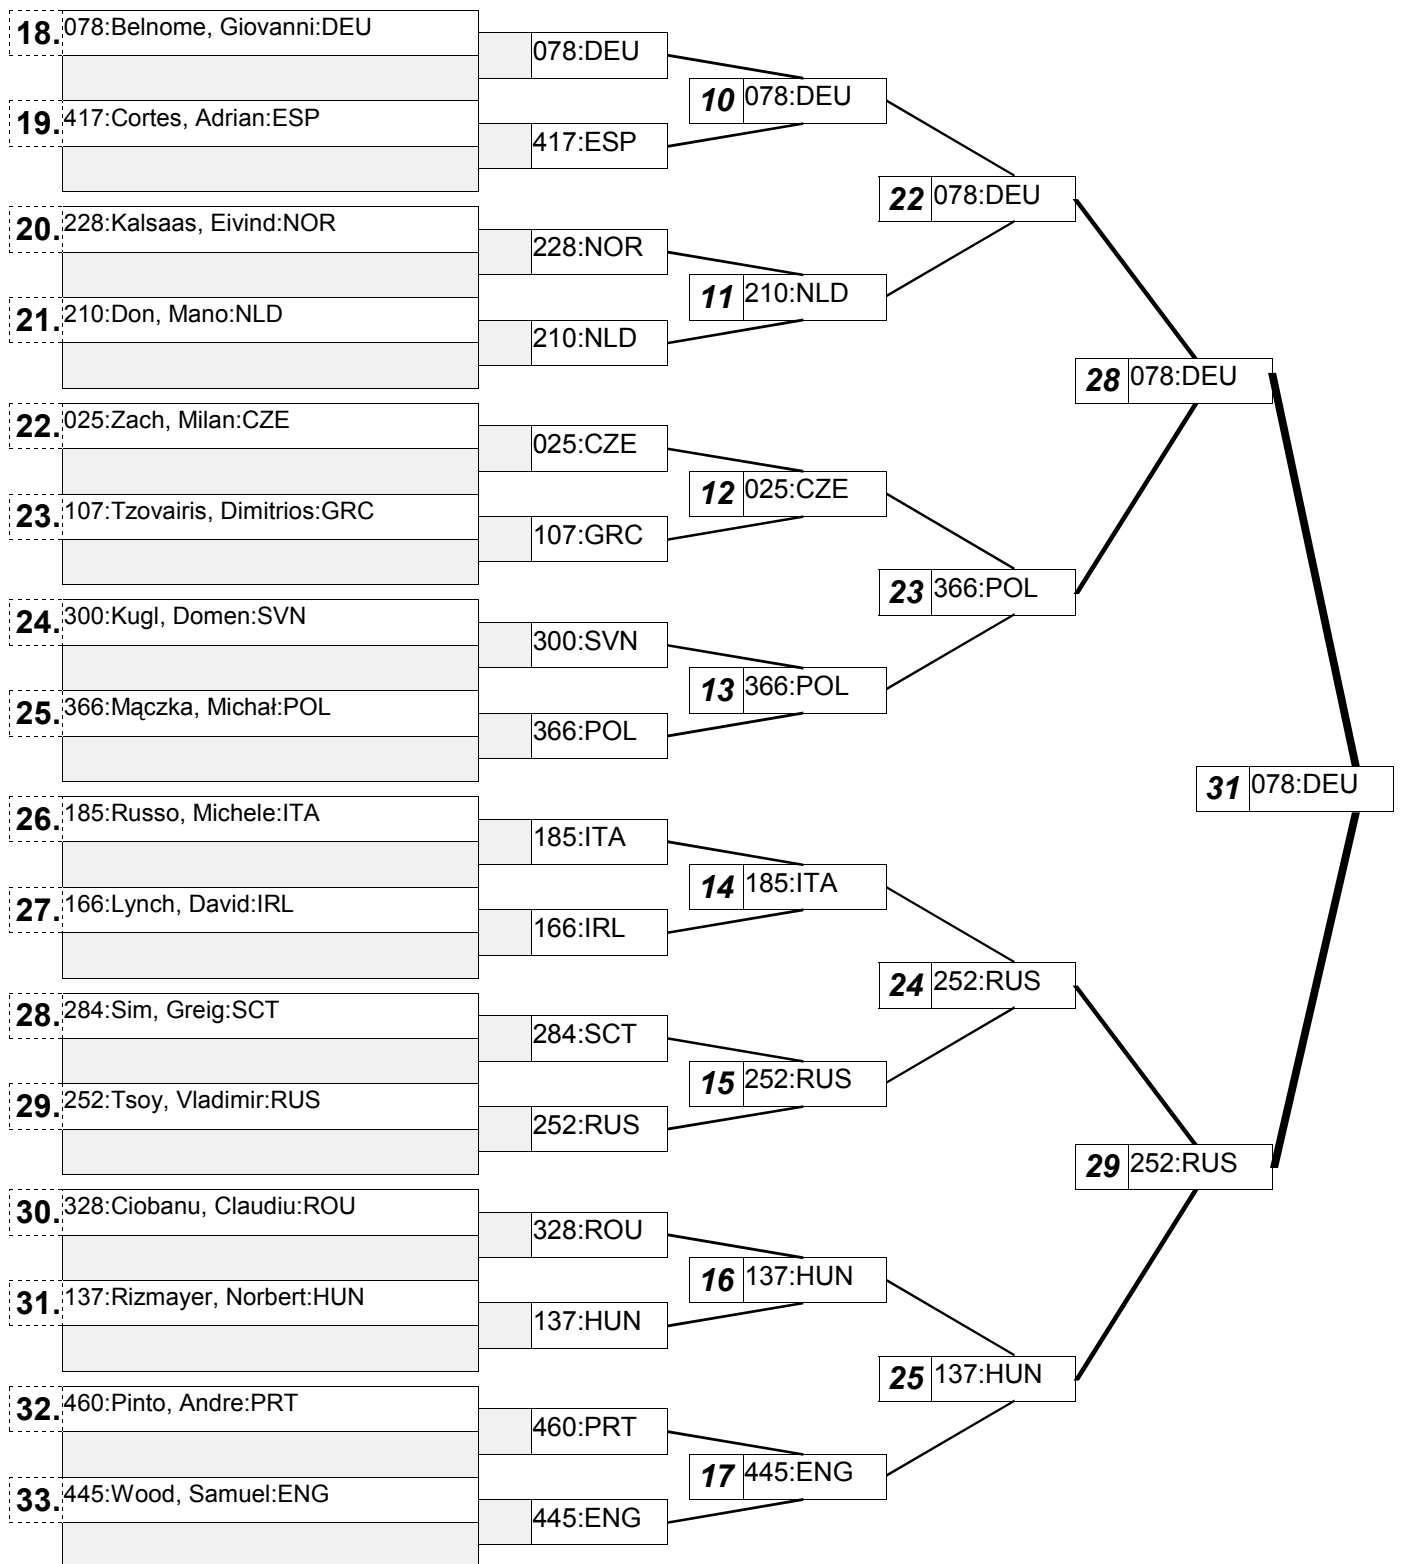 18. 078:Belnome, Giovanni:DEU
078:DEU
10 078:DEU
19. 417:Cortes, Adrian:ESP
417:ESP
22 078:DEU
20. 228:Kalsaas, Eivind:NOR
228:NOR
11 210:NLD
21. 210:Don, Mano:NLD
210:NLD
28 078:DEU
22. 025:Zach, Milan:CZE
025:CZE
12 025:CZE
23. 107:Tzovairis, Dimitrios:GRC
107:GRC
23 366:POL
24. 300:Kugl, Domen:SVN
300:SVN
13 366:POL
25. 366:Mączka, Michał:POL
366:POL
31 078:DEU
26. 185:Russo, Michele:ITA
185:ITA
14 185:ITA
27. 166:Lynch, David:IRL
166:IRL
24 252:RUS
28. 284:Sim, Greig:SCT
284:SCT
15 252:RUS
29. 252:Tsoy, Vladimir:RUS
252:RUS
29 252:RUS
30. 328:Ciobanu, Claudiu:ROU
328:ROU
16 137:HUN
31. 137:Rizmayer, Norbert:HUN
137:HUN
25 137:HUN
32. 460:Pinto, Andre:PRT
460:PRT
17 445:ENG
33. 445:Wood, Samuel:ENG
445:ENG